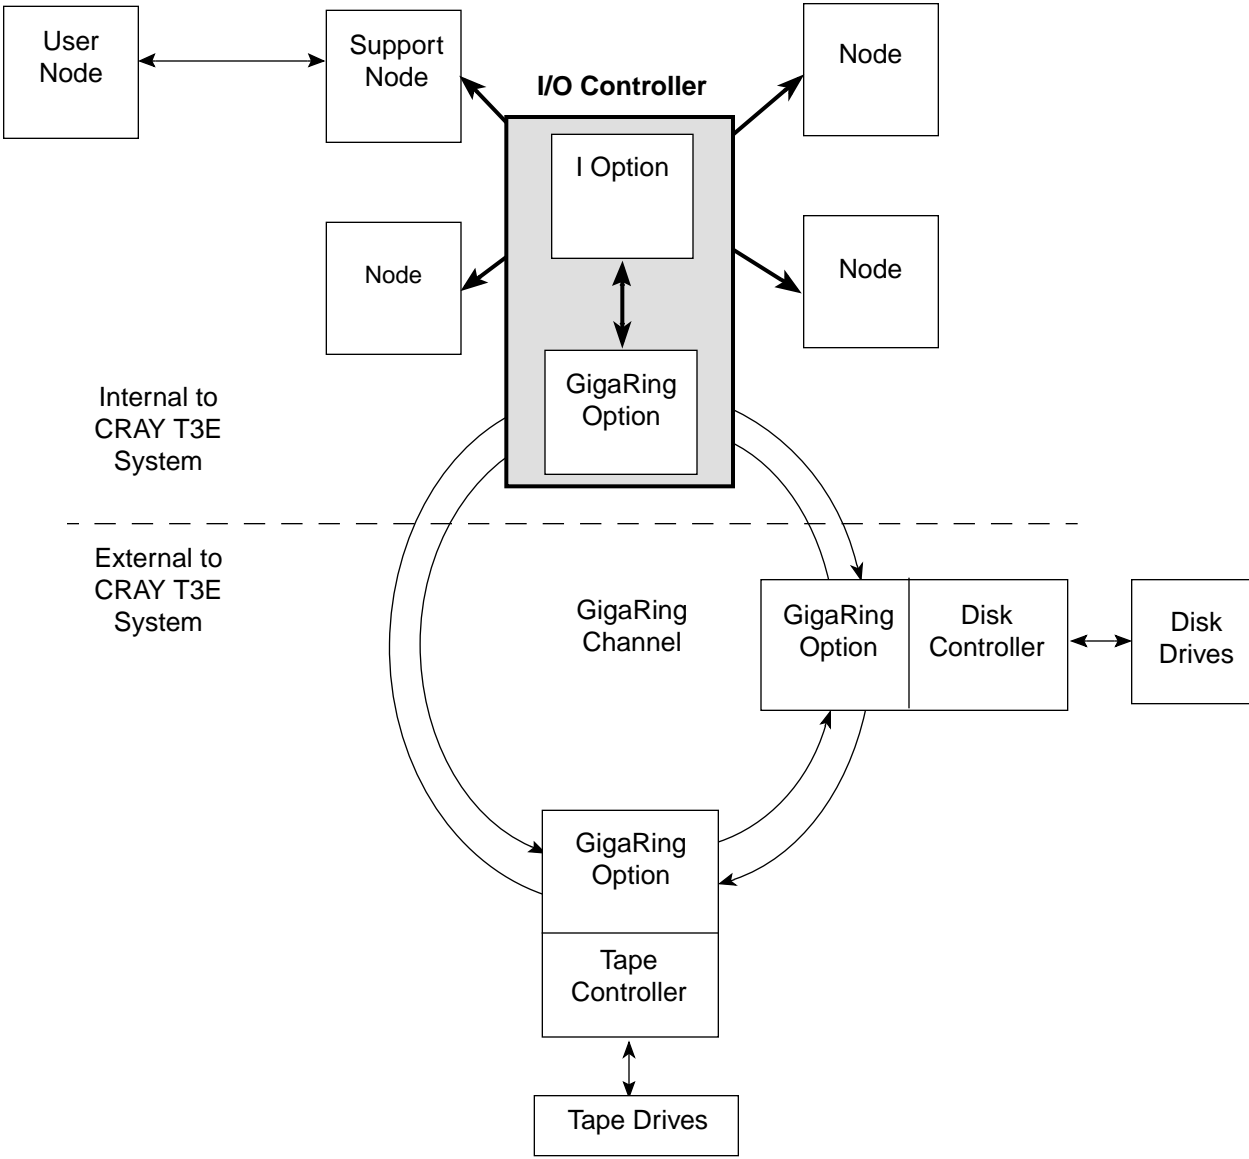 User
Node
Support
Node
I/O Controller
Node
I Option
Node
Node
GigaRing
Option
Internal to
CRAY T3E
System
External to
CRAY T3E
System
GigaRing
Channel
GigaRing
Option
Disk
Controller
Disk
Drives
GigaRing
Option
Tape
Controller
Tape Drives